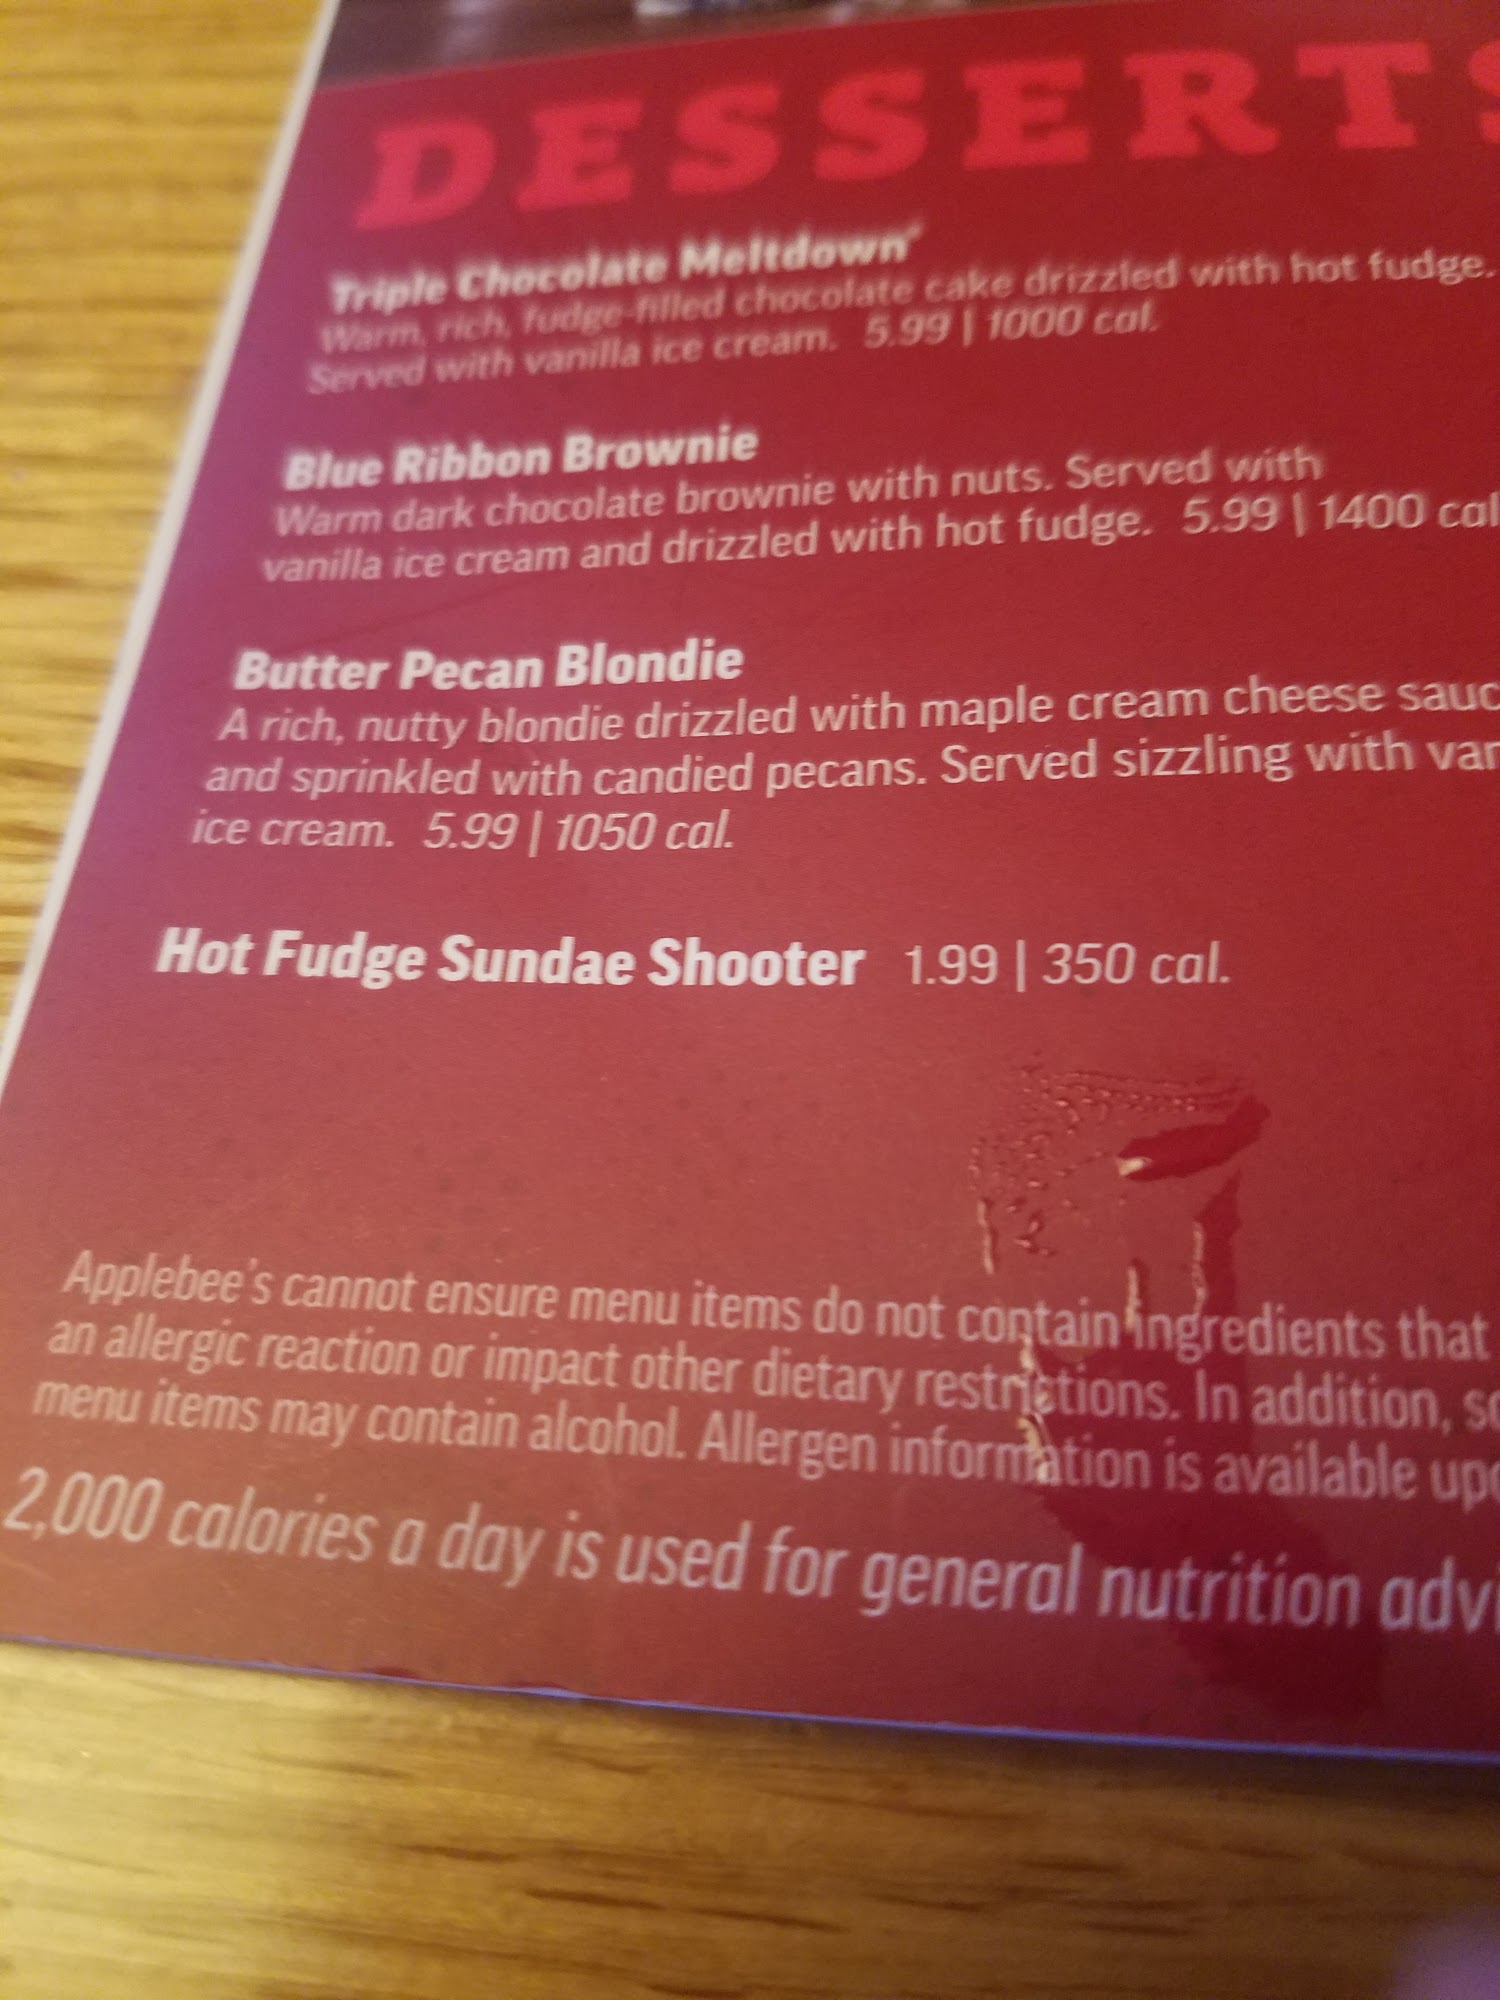 DESSERTS
Triple Chocolate Meltdown®
Warm, rich, fudge-filled chocolate cake drizzled with hot fudge.
Served with vanilla ice cream. 5.99 | 1000 cal.
Blue Ribbon Brownie
Warm dark chocolate brownie with nuts. Served with
vanilla ice cream and drizzled with hot fudge. 5.99 | 1400 cal
Butter Pecan Blondie
A rich, nutty blondie drizzled with maple cream cheese sauc
and sprinkled with candied pecans. Served sizzling with van
ice cream. 5.99 | 1050 cal.
Hot Fudge Sundae Shooter 1.99 | 350 cal.
Applebee's cannot ensure menu items do not contain ingredients that
an allergic reaction or impact other dietary restrictions. In addition, so
menu items may contain alcohol. Allergen information is available upo
2,000 calories a day is used for general nutrition advi